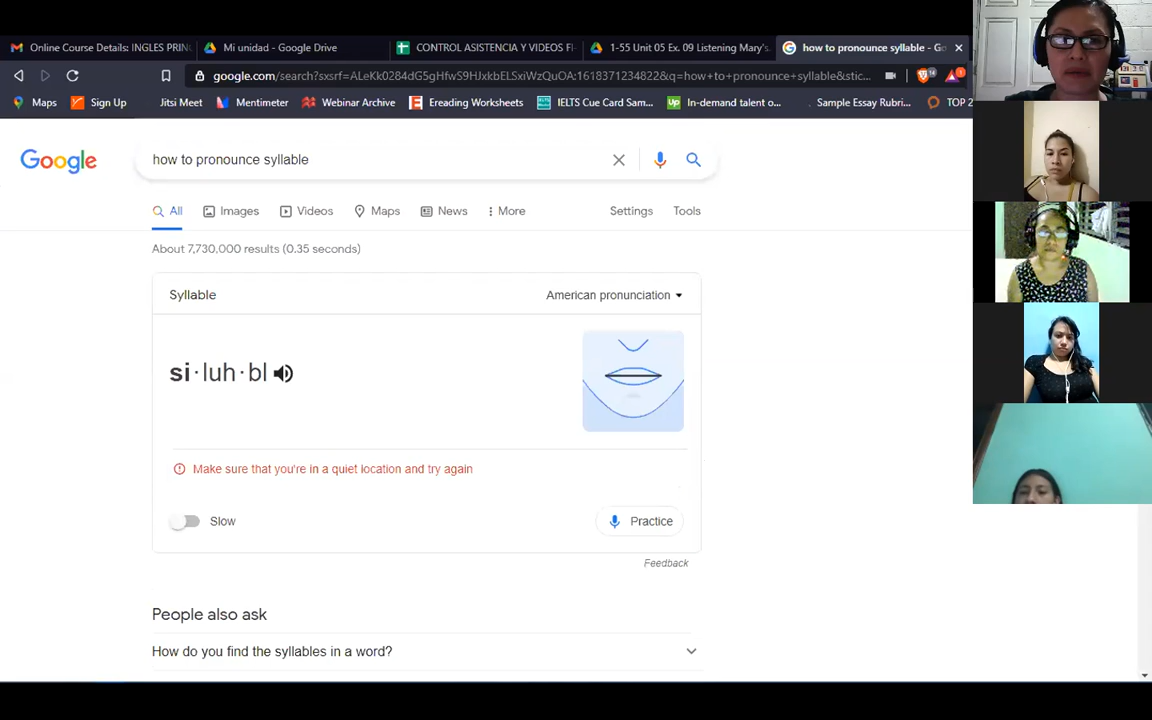 Online Course Details: INGLES PRIN
Mi unidad - Google Drive
CONTROL ASISTENCIA Y VIDEOS FI
1-55 Unit 05 Ex. 09 Listening Mary's
how to pronounce syllable - Go
google.com/search?sxsrf=ALeKk0284dG5gHfwS9HJxkbELSxiWzQuOA:1618371234822&q=how+to+pronounce+syllable&stic...
Maps
Sign Up
Jitsi Meet
Mentimeter
Webinar Archive
Ereading Worksheets
IELTS Cue Card Sam...
In-demand talent o...
Sample Essay Rubri...
TOP 2
Google
how to pronounce syllable
All
Images
Videos
Maps
News
More
Settings
Tools
About 7,730,000 results (0.35 seconds)
Syllable
American pronunciation
si·luh·bl
Make sure that you're in a quiet location and try again
Slow
Practice
Feedback
People also ask
How do you find the syllables in a word?